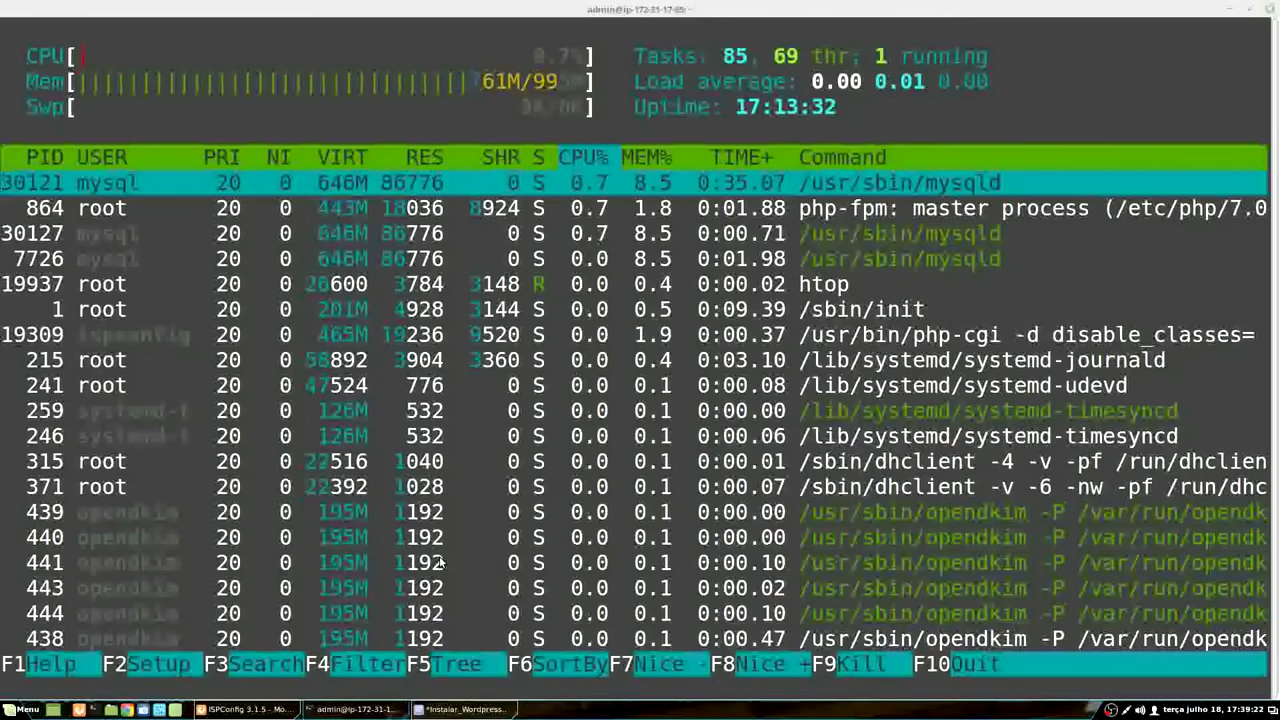 admin@ip-172-31-17-65:~
CPU[| 0.7%] Tasks: 85, 69 thr; 1 running
Mem[|||||||||||||||||||||||||||||| 61M/99 ] Load average: 0.00 0.01 0.00
Swp[ ] Uptime: 17:13:32
PID USER PRI NI VIRT RES SHR S CPU% MEM% TIME+ Command
30121 mysql 20 0 646M 86776 0 S 0.7 8.5 0:35.07 /usr/sbin/mysqld
864 root 20 0 443M 18036 8924 S 0.7 1.8 0:01.88 php-fpm: master process (/etc/php/7.0
30127 mysql 20 0 646M 86776 0 S 0.7 8.5 0:00.71 /usr/sbin/mysqld
7726 mysql 20 0 646M 86776 0 S 0.0 8.5 0:01.98 /usr/sbin/mysqld
19937 root 20 0 26600 3784 3148 R 0.0 0.4 0:00.02 htop
1 root 20 0 201M 4928 3144 S 0.0 0.5 0:09.39 /sbin/init
19309 ispconfig 20 0 465M 19236 9520 S 0.0 1.9 0:00.37 /usr/bin/php-cgi -d disable_classes=
215 root 20 0 58892 3904 3360 S 0.0 0.4 0:03.10 /lib/systemd/systemd-journald
241 root 20 0 47524 776 0 S 0.0 0.1 0:00.08 /lib/systemd/systemd-udevd
259 systemd-t 20 0 126M 532 0 S 0.0 0.1 0:00.00 /lib/systemd/systemd-timesyncd
246 systemd-t 20 0 126M 532 0 S 0.0 0.1 0:00.06 /lib/systemd/systemd-timesyncd
315 root 20 0 22516 1040 0 S 0.0 0.1 0:00.01 /sbin/dhclient -4 -v -pf /run/dhclien
371 root 20 0 22392 1028 0 S 0.0 0.1 0:00.07 /sbin/dhclient -v -6 -nw -pf /run/dhc
439 opendkim 20 0 195M 1192 0 S 0.0 0.1 0:00.00 /usr/sbin/opendkim -P /var/run/opendk
440 opendkim 20 0 195M 1192 0 S 0.0 0.1 0:00.00 /usr/sbin/opendkim -P /var/run/opendk
441 opendkim 20 0 195M 1192 0 S 0.0 0.1 0:00.10 /usr/sbin/opendkim -P /var/run/opendk
443 opendkim 20 0 195M 1192 0 S 0.0 0.1 0:00.02 /usr/sbin/opendkim -P /var/run/opendk
444 opendkim 20 0 195M 1192 0 S 0.0 0.1 0:00.10 /usr/sbin/opendkim -P /var/run/opendk
438 opendkim 20 0 195M 1192 0 S 0.0 0.1 0:00.47 /usr/sbin/opendkim -P /var/run/opendk
F1Help F2Setup F3SearchF4FilterF5Tree F6SortByF7Nice -F8Nice +F9Kill F10Quit
Menu ISPConfig 3.1.5 - Mo... admin@ip-172-31-1... *Instalar_Wordpress... terça julho 18, 17:39:22